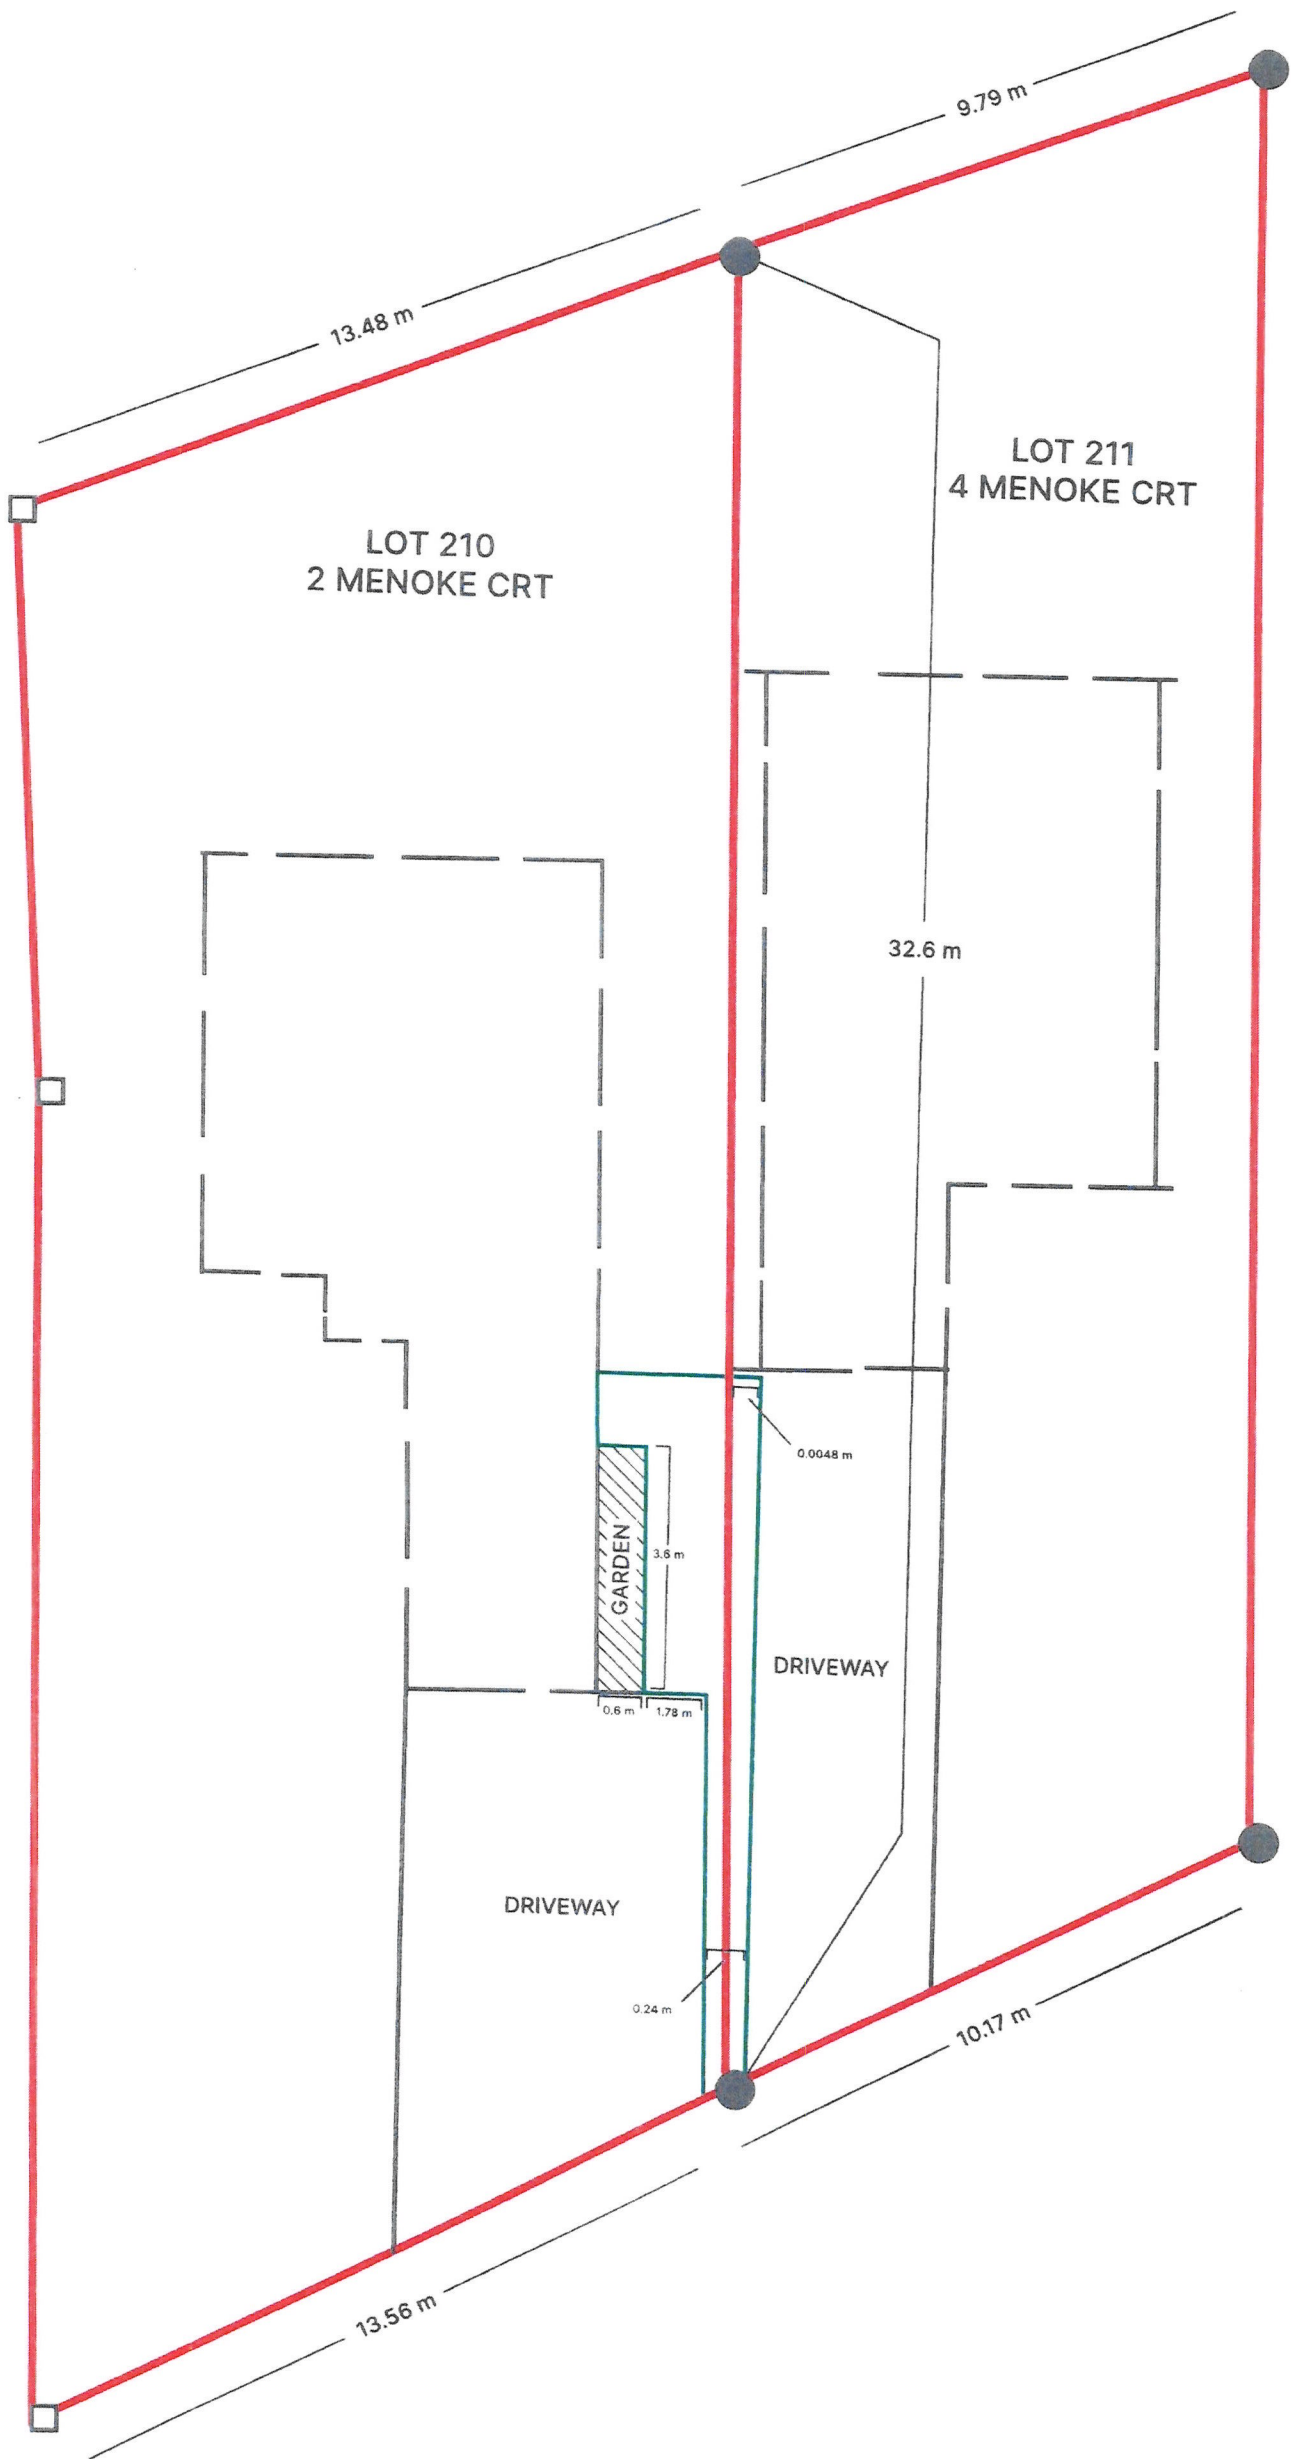 9.79 m
13.48 m
LOT 211
4 MENOKE CRT
LOT 210
2 MENOKE CRT
32.6 m
0.0048 m
GARDEN
3.6 m
DRIVEWAY
0.6 m
1.78 m
DRIVEWAY
0.24 m
10.17 m
13.56 m